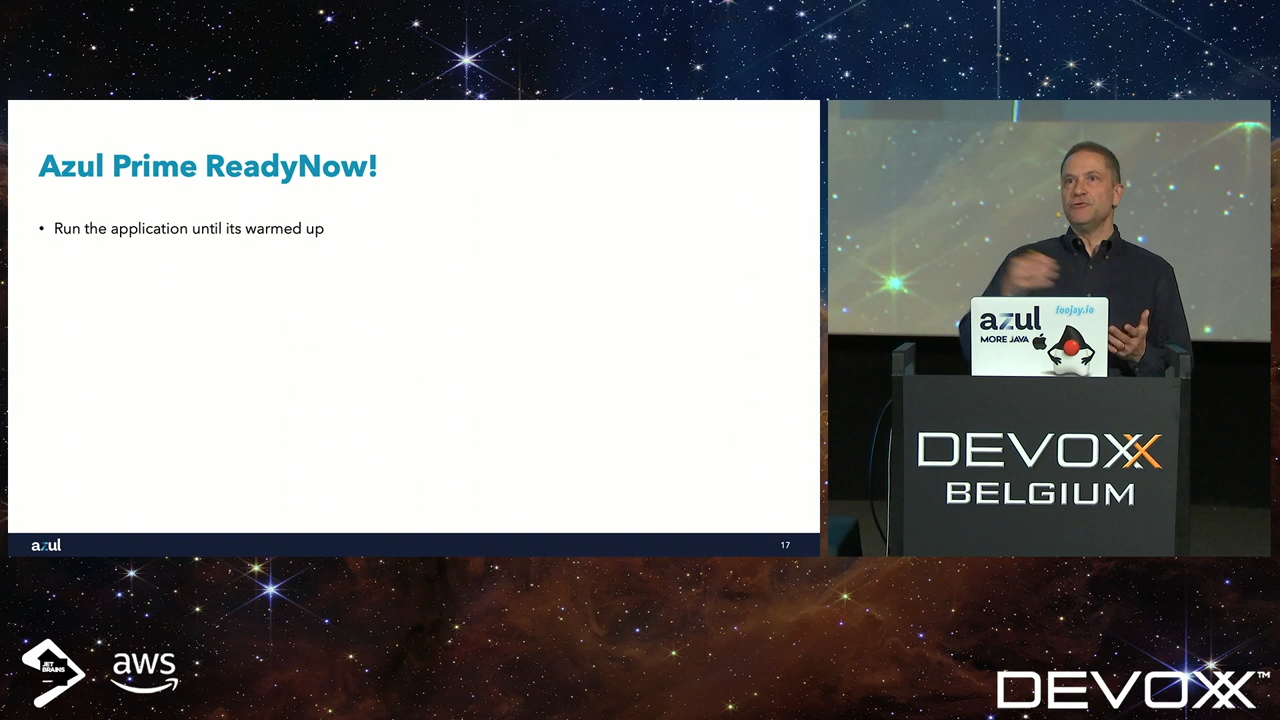 Azul Prime ReadyNow!
• Run the application until its warmed up
azul
17
azul
foojay.io
MORE JAVA
DEVOXX
BELGIUM
JET
BRAINS
aws
DEVOXX™